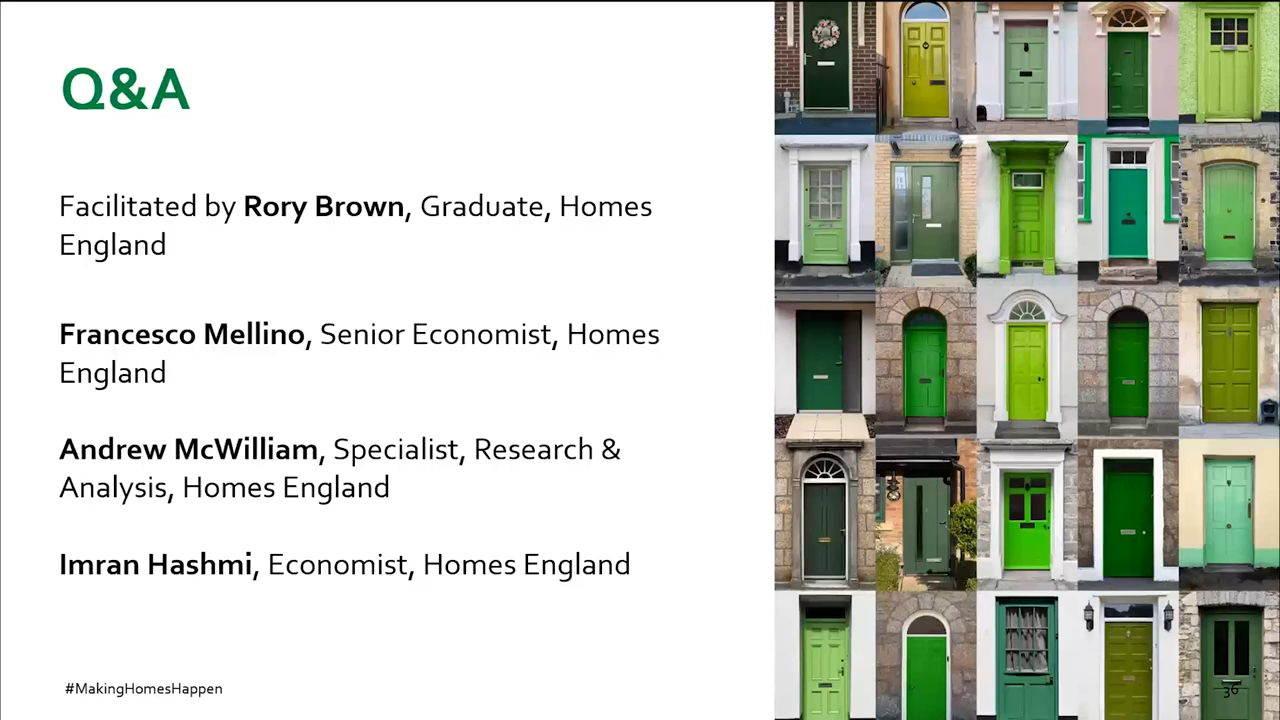 Q&A
Facilitated by Rory Brown, Graduate, Homes
England
Francesco Mellino, Senior Economist, Homes
England
Andrew McWilliam, Specialist, Research &
Analysis, Homes England
Imran Hashmi, Economist, Homes England
#MakingHomesHappen
36